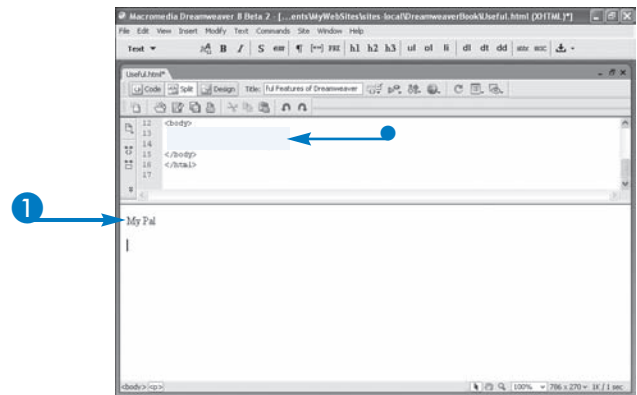 Macromedia Dreamweaver 8 Beta 2 - [...ents\MyWebSites\sites-local\DreamweaverBook\Useful.html (XHTML)*]
File Edit View Insert Modify Text Commands Site Window Help
Text B I S em ¶ [""] PRE h1 h2 h3 ul ol li dl dt dd
Useful.html*
Code Split Design Title: ful Features of Dreamweaver
12 <body>
13
14
15 </body>
16 </html>
17
1
My Pal
<body> <p> 100% 786 x 270 1K / 1 sec